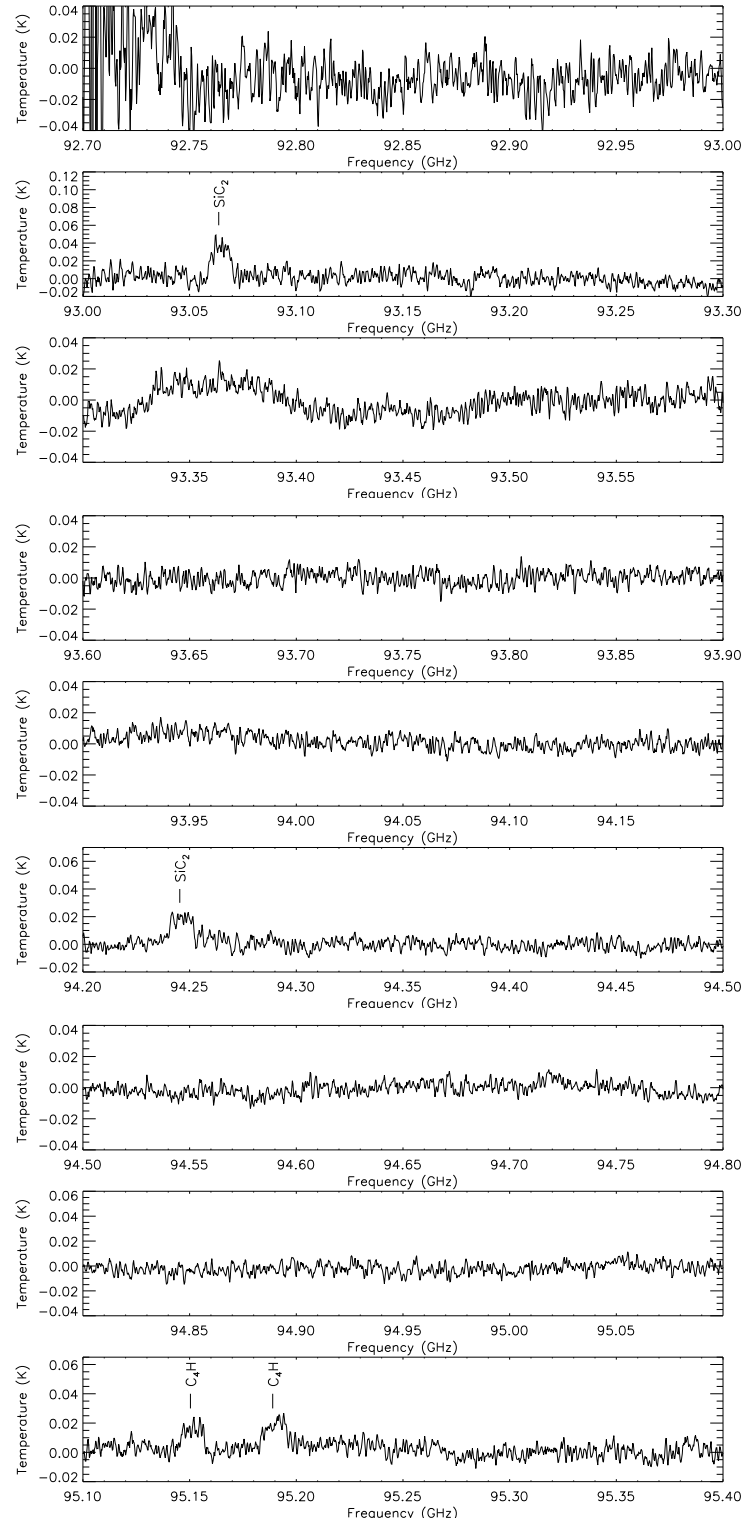 Temperature (K)
0.04
0.02
0.00
−0.02
−0.04
92.70 92.75 92.80 92.85 92.90 92.95 93.00
Frequency (GHz)
Temperature (K)
0.12
0.10
0.08
0.06
0.04
0.02
0.00
−0.02
SiC2
93.00 93.05 93.10 93.15 93.20 93.25 93.30
Frequency (GHz)
Temperature (K)
0.04
0.02
0.00
−0.02
−0.04
93.35 93.40 93.45 93.50 93.55
Frequency (GHz)
Temperature (K)
0.04
0.02
0.00
−0.02
−0.04
93.60 93.65 93.70 93.75 93.80 93.85 93.90
Frequency (GHz)
Temperature (K)
0.04
0.02
0.00
−0.02
−0.04
93.95 94.00 94.05 94.10 94.15
Frequency (GHz)
Temperature (K)
0.06
0.04
0.02
0.00
−0.02
SiC2
94.20 94.25 94.30 94.35 94.40 94.45 94.50
Frequency (GHz)
Temperature (K)
0.04
0.02
0.00
−0.02
−0.04
94.50 94.55 94.60 94.65 94.70 94.75 94.80
Frequency (GHz)
Temperature (K)
0.06
0.04
0.02
0.00
−0.02
−0.04
94.85 94.90 94.95 95.00 95.05
Frequency (GHz)
Temperature (K)
0.06
0.04
0.02
0.00
−0.02
C4H C4H
95.10 95.15 95.20 95.25 95.30 95.35 95.40
Frequency (GHz)